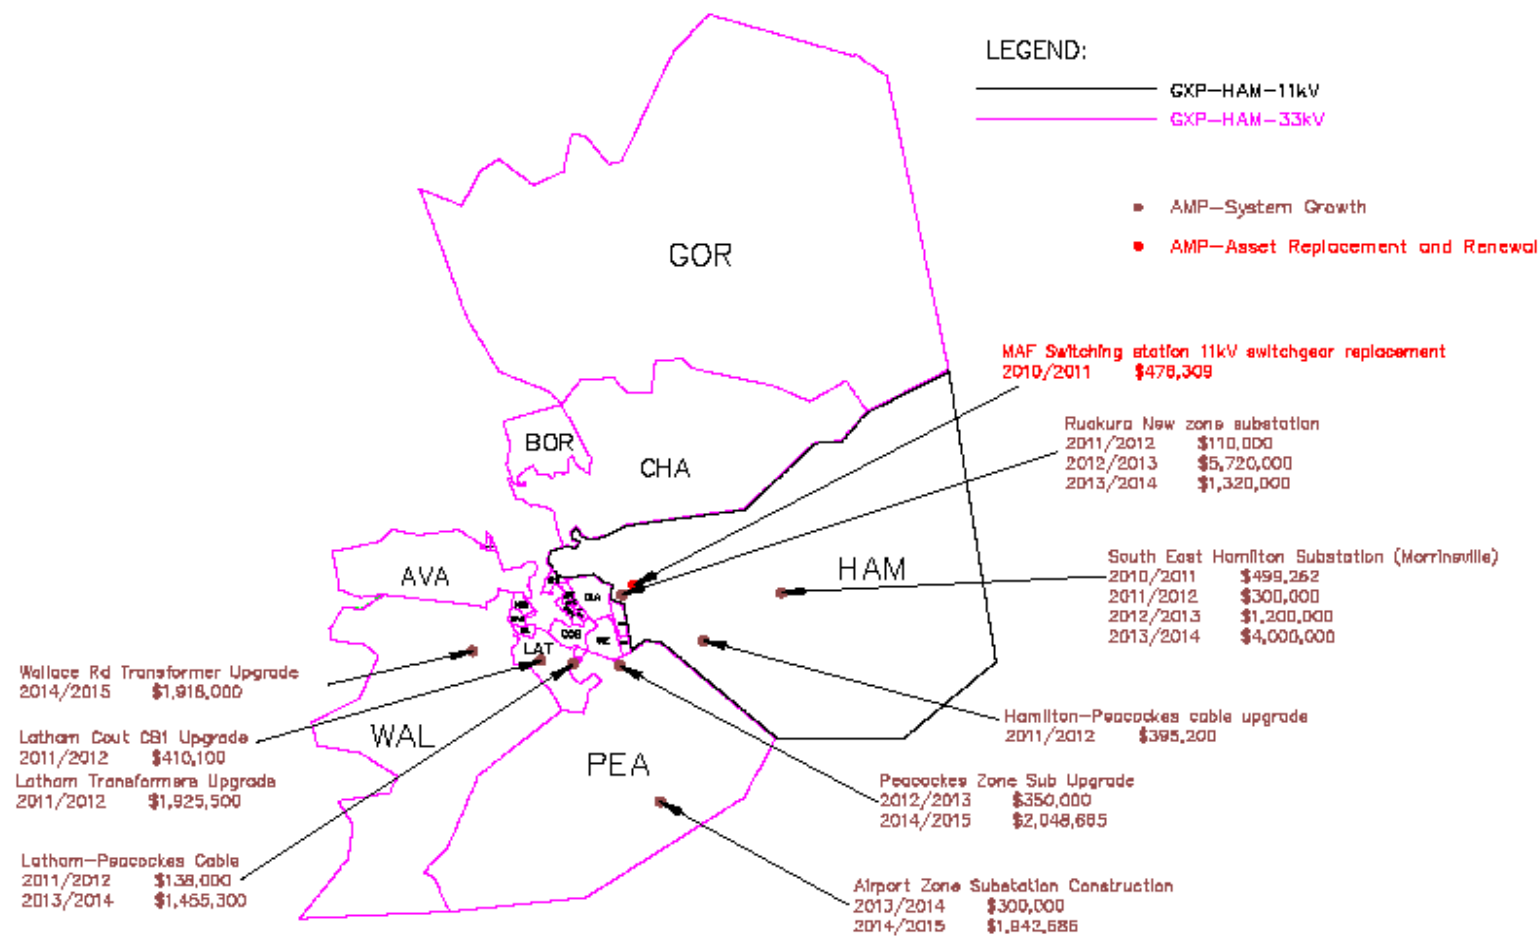 LEGEND:
GXP-HAM-11kV
GXP-HAM-33kV
AMP-System Growth
AMP-Asset Replacement and Renewal
GOR
MAF Switching station 11kV switchgear replacement
2010/2011 $478,309
Ruakura New zone substation
2011/2012 $110,000
2012/2013 $5,720,000
2013/2014 $1,320,000
BOR
CHA
South East Hamilton Substation (Morrinsville)
2010/2011 $499,262
2011/2012 $300,000
2012/2013 $1,200,000
2013/2014 $4,000,000
HAM
AVA
CLA
COB
LAT
Wallace Rd Transformer Upgrade
2014/2015 $1,918,000
Hamilton-Peacockes cable upgrade
2011/2012 $395,200
WAL
Latham Cout CB1 Upgrade
2011/2012 $410,100
Latham Transformers Upgrade
2011/2012 $1,925,500
PEA
Peacockes Zone Sub Upgrade
2012/2013 $350,000
2014/2015 $2,048,685
Latham-Peacockes Cable
2011/2012 $138,000
2013/2014 $1,465,300
Airport Zone Substation Construction
2013/2014 $300,000
2014/2015 $1,942,686